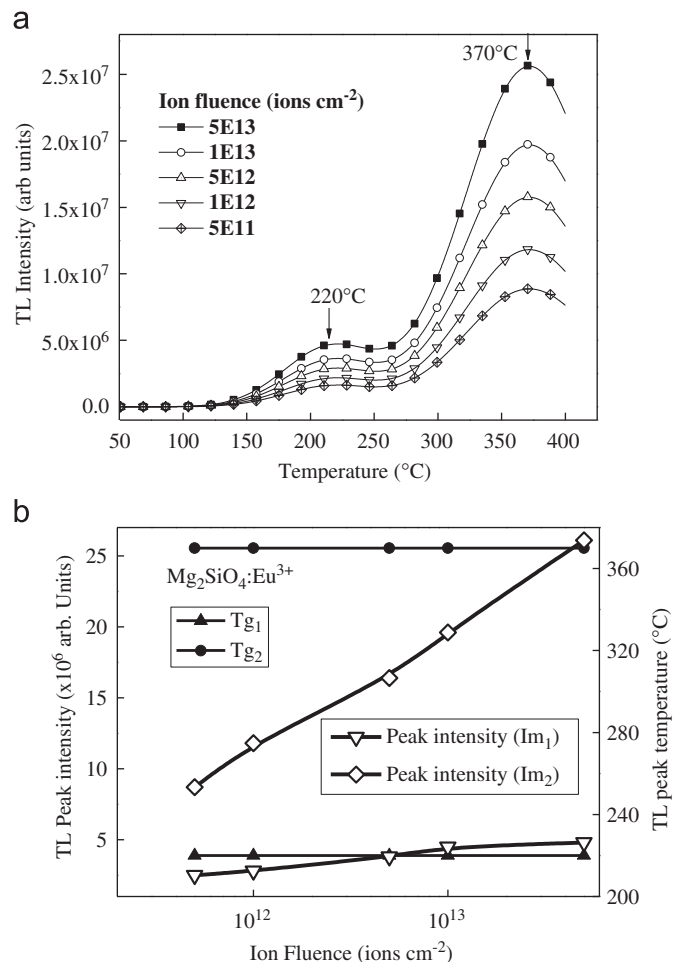 a
370°C
220°C
Ion fluence (ions cm⁻²)
5E13
1E13
5E12
1E12
5E11
TL Intensity (arb units)
2.5x10⁷
2.0x10⁷
1.5x10⁷
1.0x10⁷
5.0x10⁶
0.0
50 100 150 200 250 300 350 400
Temperature (°C)
b
Mg₂SiO₄:Eu³⁺
Tg₁
Tg₂
Peak intensity (Im₁)
Peak intensity (Im₂)
TL Peak intensity (x10⁶ arb. Units)
25
20
15
10
5
TL peak temperature (°C)
360
320
280
240
200
10¹² 10¹³
Ion Fluence (ions cm⁻²)